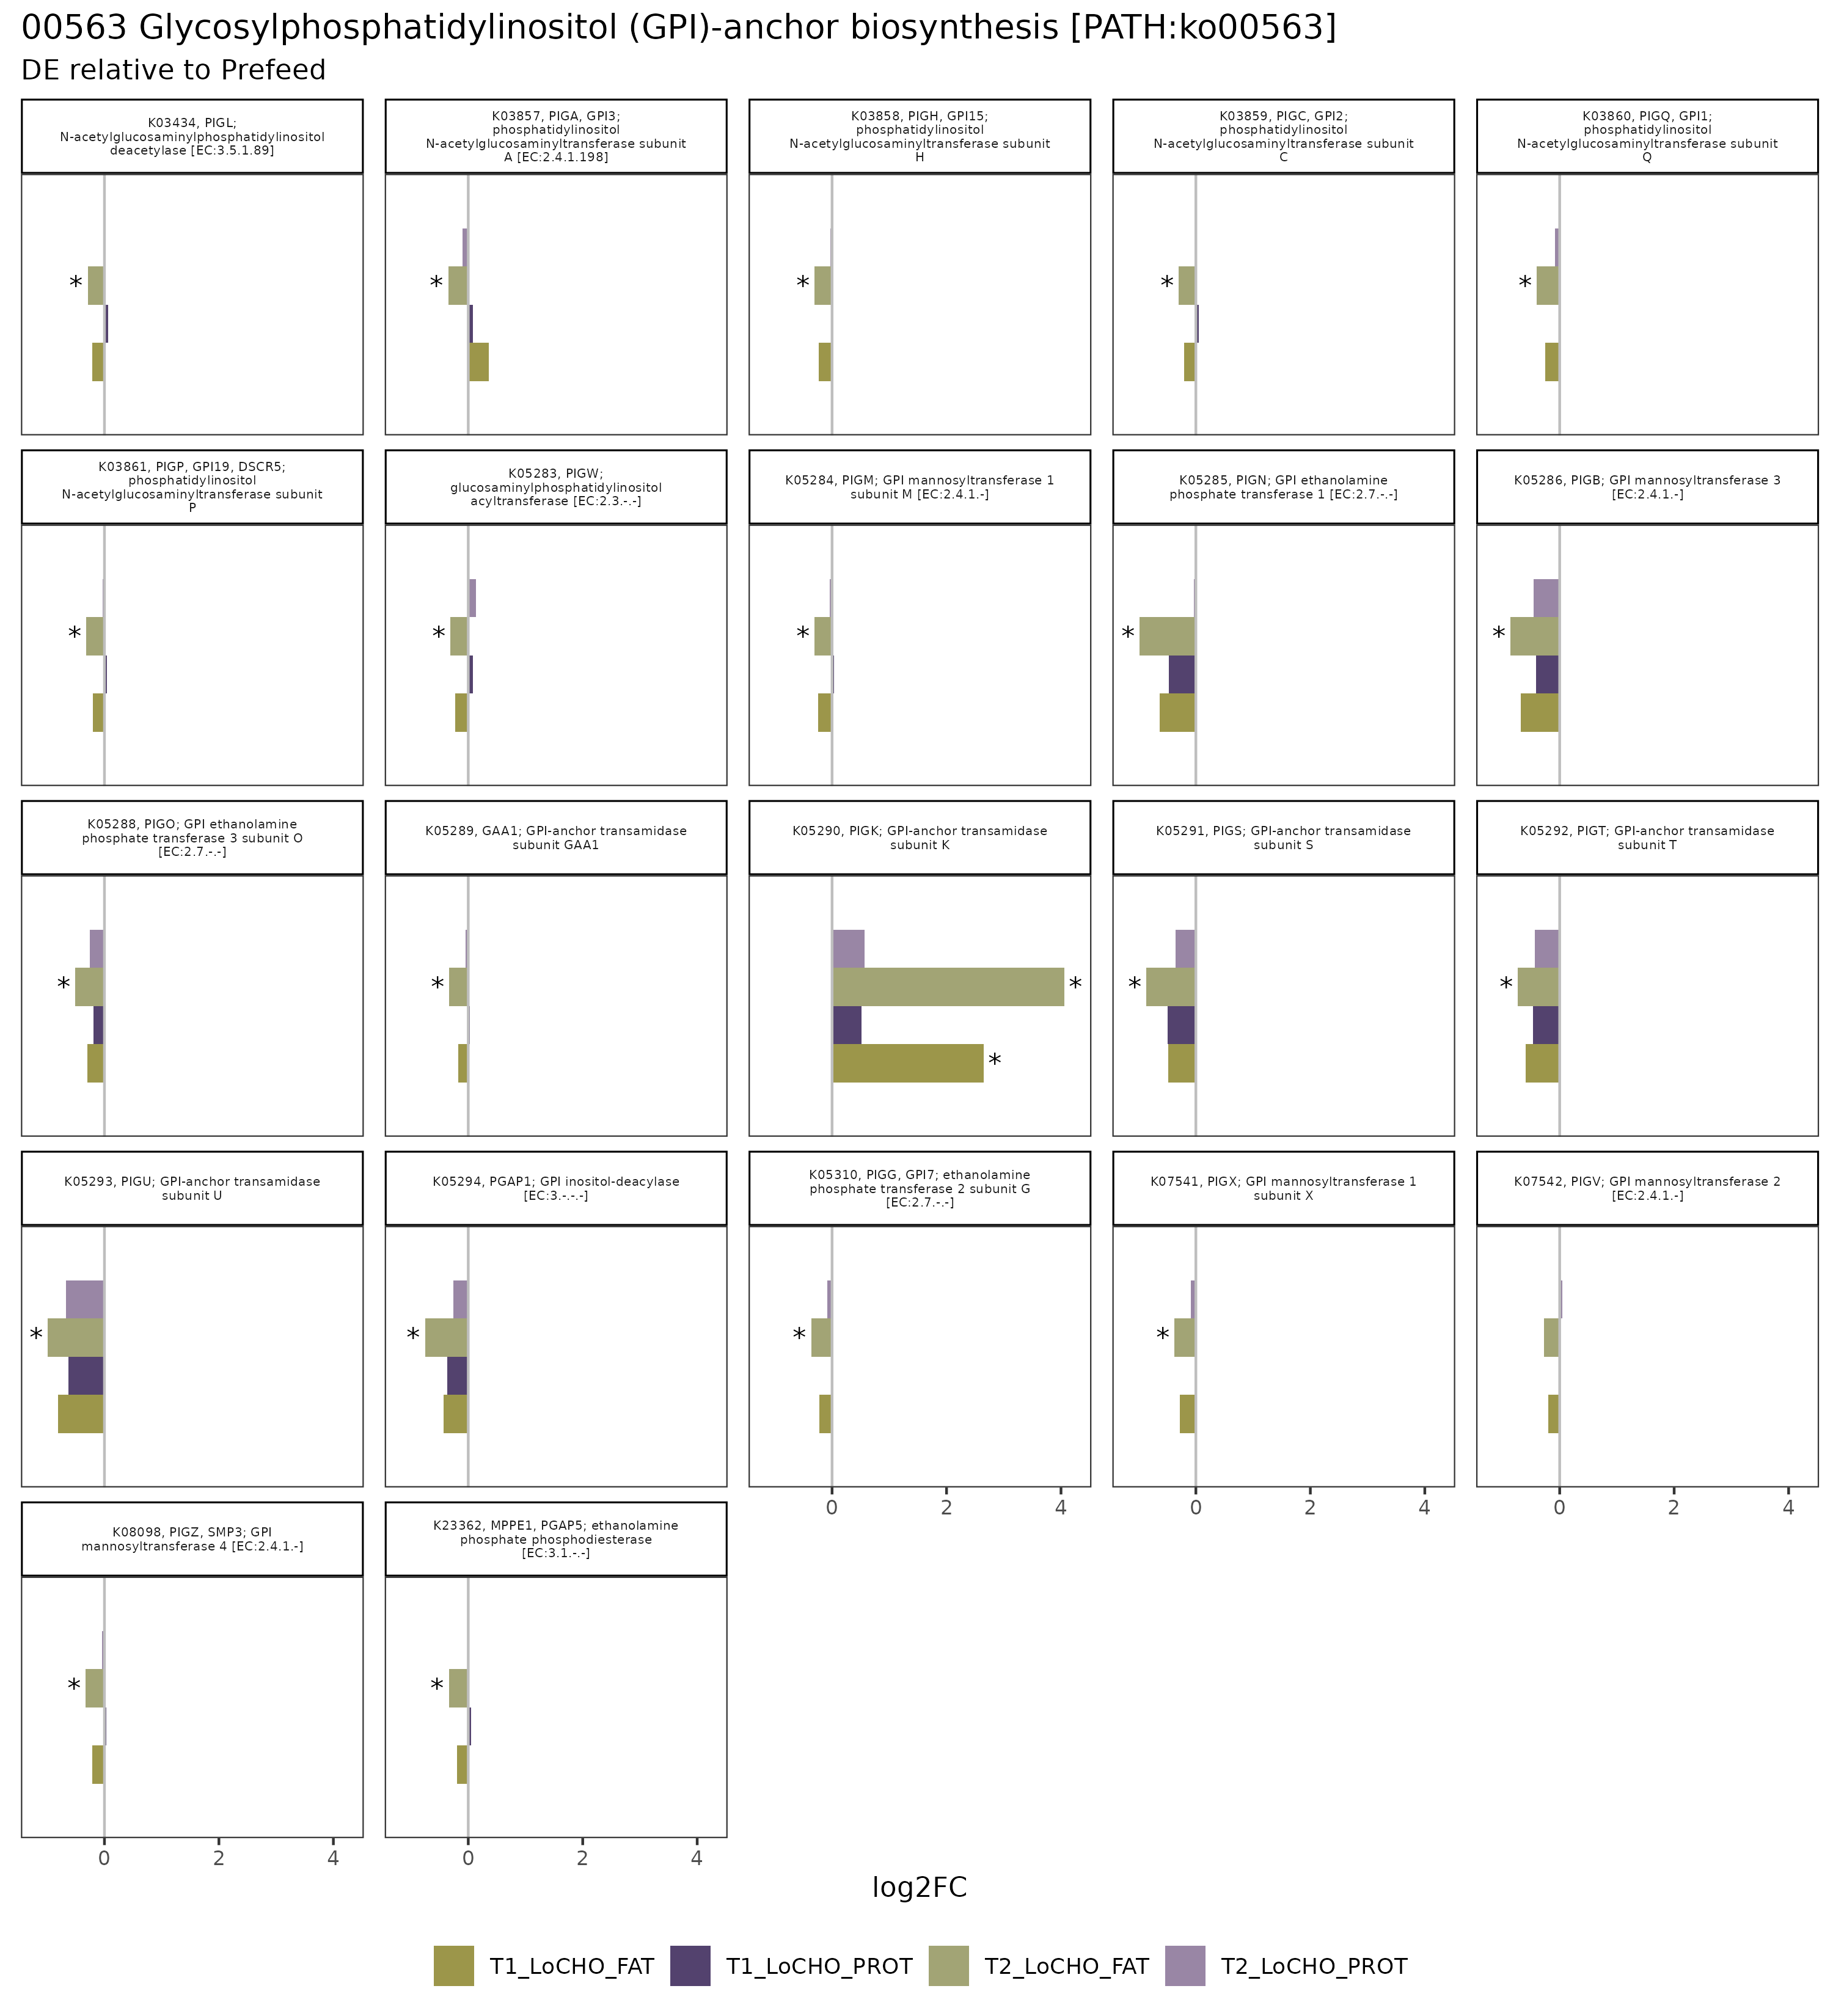 00563 Glycosylphosphatidylinositol (GPI)-anchor biosynthesis [PATH:ko00563]
DE relative to Prefeed
K03434, PIGL;
N-acetylglucosaminylphosphatidylinositol
deacetylase [EC:3.5.1.89]
K03857, PIGA, GPI3;
phosphatidylinositol
N-acetylglucosaminyltransferase subunit
A [EC:2.4.1.198]
K03858, PIGH, GPI15;
phosphatidylinositol
N-acetylglucosaminyltransferase subunit
H
K03859, PIGC, GPI2;
phosphatidylinositol
N-acetylglucosaminyltransferase subunit
C
K03860, PIGQ, GPI1;
phosphatidylinositol
N-acetylglucosaminyltransferase subunit
Q
*
*
*
*
*
K03861, PIGP, GPI19, DSCR5;
phosphatidylinositol
N-acetylglucosaminyltransferase subunit
P
K05283, PIGW;
glucosaminylphosphatidylinositol
acyltransferase [EC:2.3.-.-]
K05284, PIGM; GPI mannosyltransferase 1
subunit M [EC:2.4.1.-]
K05285, PIGN; GPI ethanolamine
phosphate transferase 1 [EC:2.7.-.-]
K05286, PIGB; GPI mannosyltransferase 3
[EC:2.4.1.-]
*
*
*
*
*
K05288, PIGO; GPI ethanolamine
phosphate transferase 3 subunit O
[EC:2.7.-.-]
K05289, GAA1; GPI-anchor transamidase
subunit GAA1
K05290, PIGK; GPI-anchor transamidase
subunit K
K05291, PIGS; GPI-anchor transamidase
subunit S
K05292, PIGT; GPI-anchor transamidase
subunit T
*
*
*
*
*
*
K05293, PIGU; GPI-anchor transamidase
subunit U
K05294, PGAP1; GPI inositol-deacylase
[EC:3.-.-.-]
K05310, PIGG, GPI7; ethanolamine
phosphate transferase 2 subunit G
[EC:2.7.-.-]
K07541, PIGX; GPI mannosyltransferase 1
subunit X
K07542, PIGV; GPI mannosyltransferase 2
[EC:2.4.1.-]
*
*
*
*
0 2 4
0 2 4
0 2 4
K08098, PIGZ, SMP3; GPI
mannosyltransferase 4 [EC:2.4.1.-]
K23362, MPPE1, PGAP5; ethanolamine
phosphate phosphodiesterase
[EC:3.1.-.-]
*
*
0 2 4
0 2 4
log2FC
T1_LoCHO_FAT T1_LoCHO_PROT T2_LoCHO_FAT T2_LoCHO_PROT